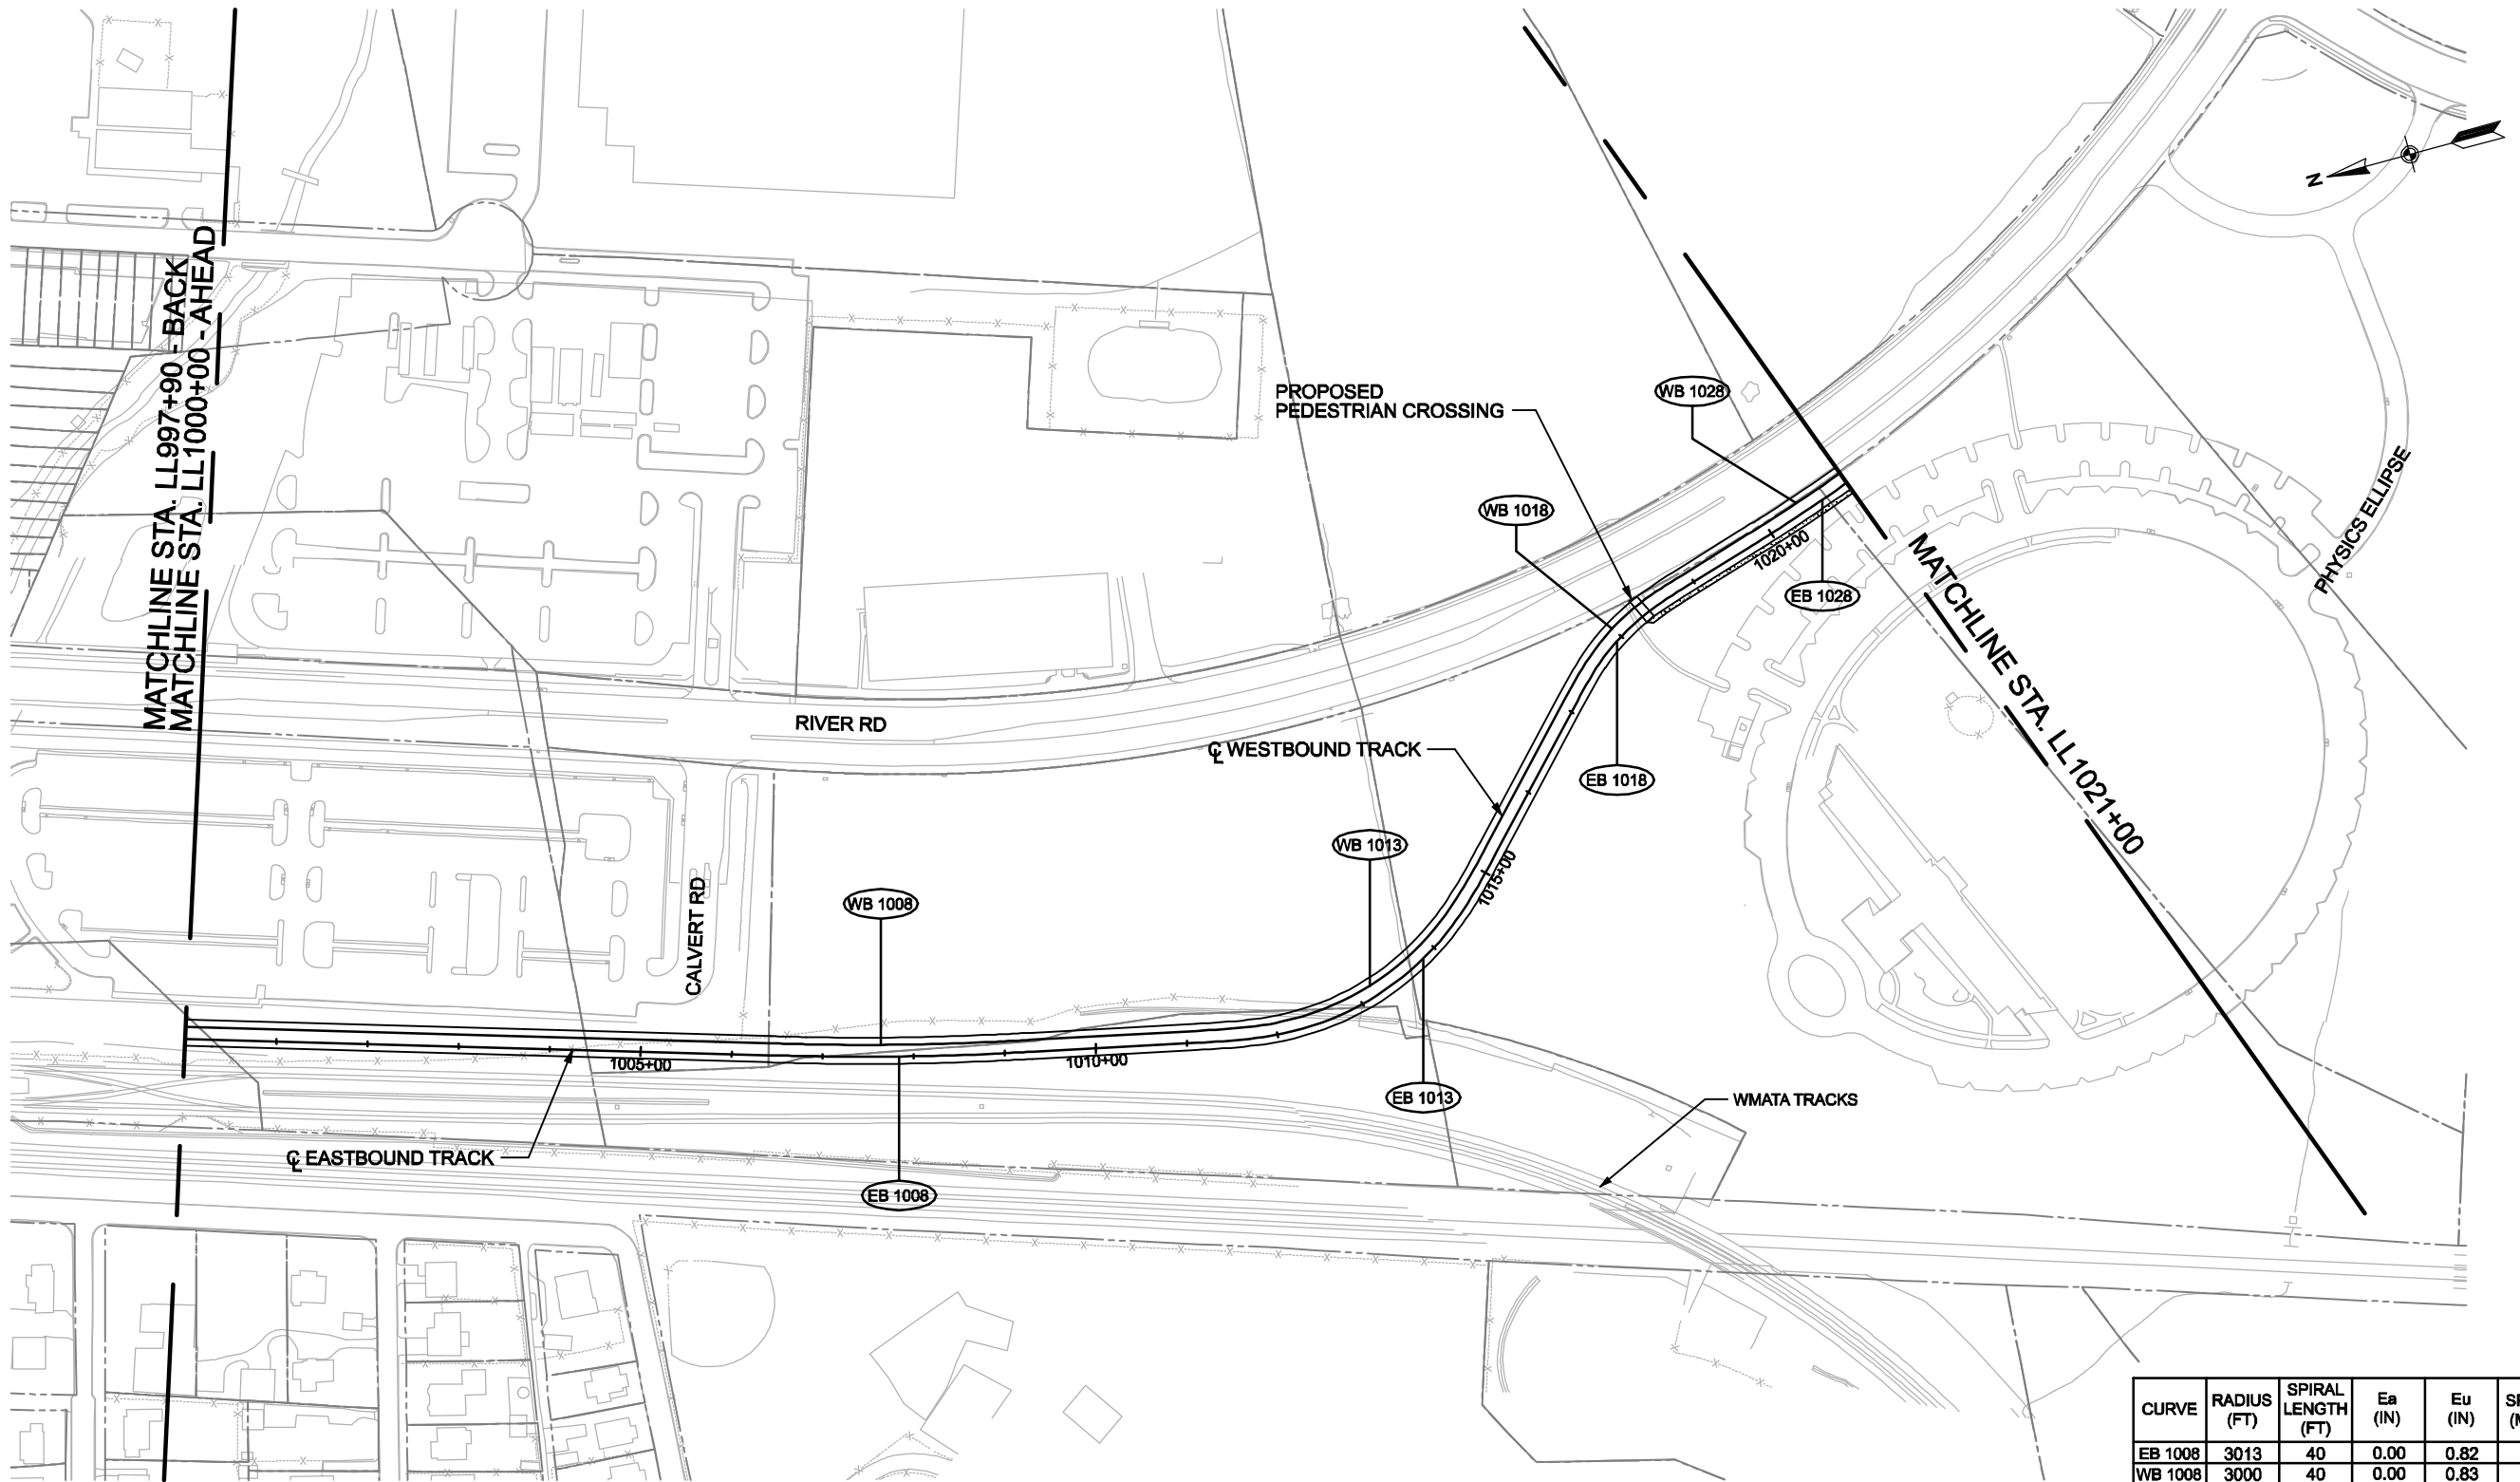 MATCHLINE STA. LL997+90 - BACK
MATCHLINE STA. LL1000+00 - AHEAD
N
PROPOSED
PEDESTRIAN CROSSING
WB 1028
WB 1018
1020+00
EB 1028
PHYSICS ELLIPSE
MATCHLINE STA. LL1021+00
RIVER RD
℄ WESTBOUND TRACK
EB 1018
WB 1013
1015+00
WB 1008
CALVERT RD
1005+00
1010+00
EB 1013
WMATA TRACKS
℄ EASTBOUND TRACK
EB 1008
CURVE RADIUS (FT) SPIRAL LENGTH (FT) Ea (IN) Eu (IN)
EB 1008 3013 40 0.00 0.82
WB 1008 3000 40 0.00 0.83